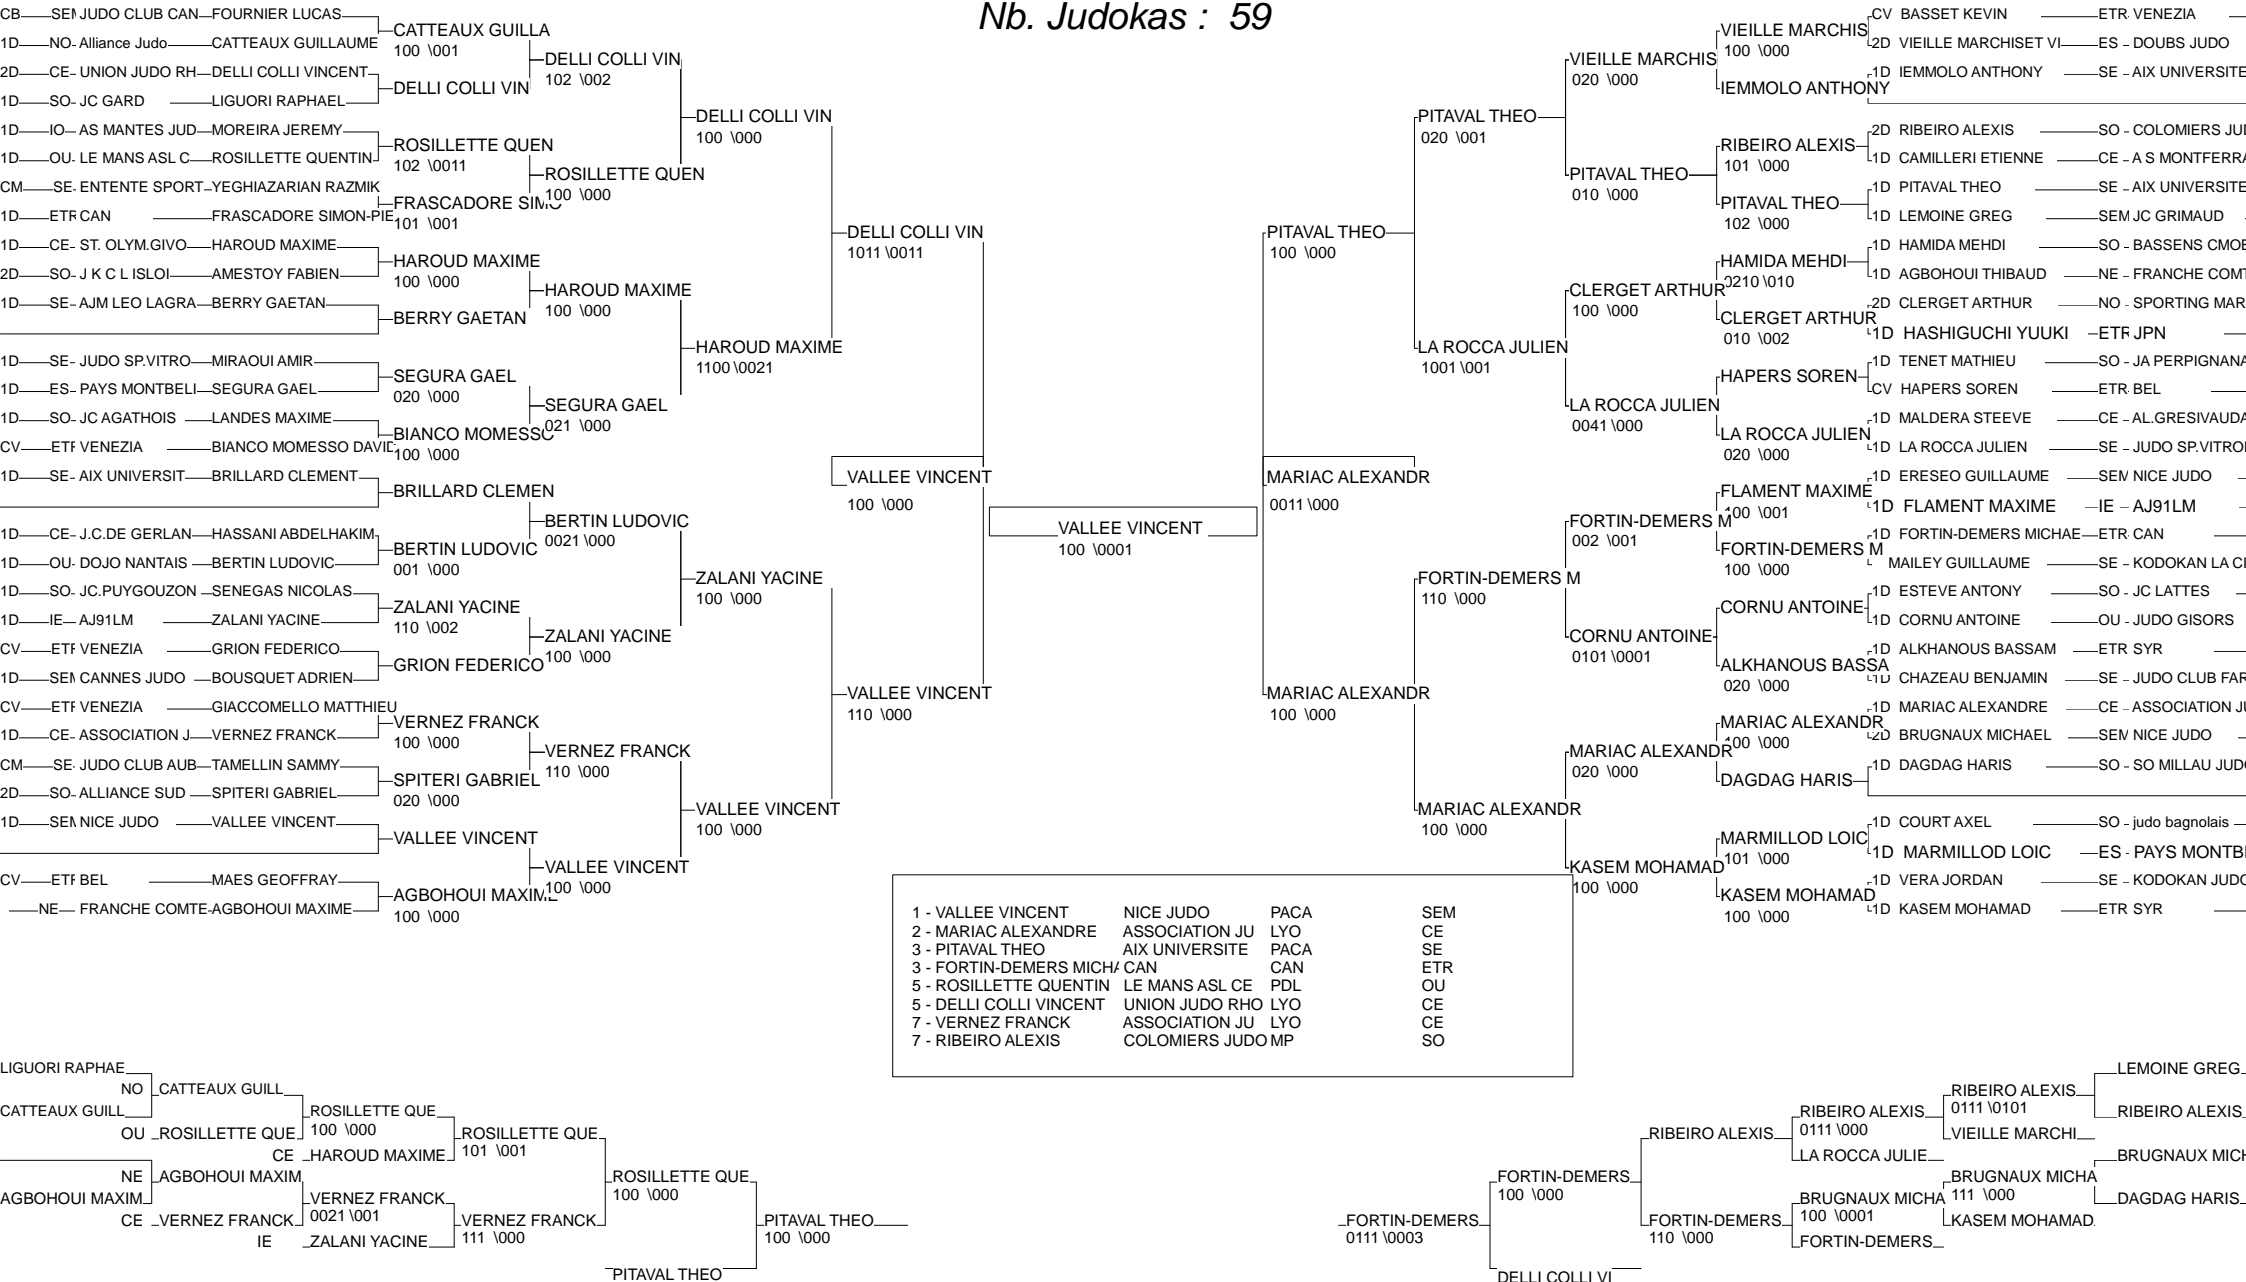 Nb. Judokas : 59
CB SEM JUDO CLUB CAN FOURNIER LUCAS
1D NO Alliance Judo CATTEAUX GUILLAUME
2D CE UNION JUDO RH DELLI COLLI VINCENT
1D SO JC GARD LIGUORI RAPHAEL
1D IO AS MANTES JUD MOREIRA JEREMY
1D OU LE MANS ASL C ROSILLETTE QUENTIN
CM SE ENTENTE SPORT YEGHIAZARIAN RAZMIK
1D ETR CAN FRASCADORE SIMON-PIE
1D CE ST. OLYM.GIVO HAROUD MAXIME
2D SO J K C L ISLOI AMESTOY FABIEN
1D SE AJM LEO LAGRA BERRY GAETAN
1D SE JUDO SP.VITRO MIRAOUI AMIR
1D ES PAYS MONTBELI SEGURA GAEL
1D SO JC AGATHOIS LANDES MAXIME
CV ETR VENEZIA BIANCO MOMESSO DAVID
1D SE AIX UNIVERSIT BRILLARD CLEMENT
1D CE J.C.DE GERLAN HASSANI ABDELHAKIM
1D OU DOJO NANTAIS BERTIN LUDOVIC
1D SO JC.PUYGOUZON SENEGAS NICOLAS
1D IE AJ91LM ZALANI YACINE
CV ETR VENEZIA GRION FEDERICO
1D SEM CANNES JUDO BOUSQUET ADRIEN
CV ETR VENEZIA GIACCOMELLO MATTHIEU
1D CE ASSOCIATION J VERNEZ FRANCK
CM SE JUDO CLUB AUB TAMELLIN SAMMY
2D SO ALLIANCE SUD SPITERI GABRIEL
1D SEM NICE JUDO VALLEE VINCENT
CV ETR BEL MAES GEOFFRAY
NE FRANCHE COMTE AGBOHOUI MAXIME
CATTEAUX GUILLA
100 \001
DELLI COLLI VIN
ROSILLETTE QUEN
102 \0011
FRASCADORE SIMO
101 \001
HAROUD MAXIME
100 \000
BERRY GAETAN
SEGURA GAEL
020 \000
BIANCO MOMESSO
100 \000
BRILLARD CLEMEN
BERTIN LUDOVIC
001 \000
ZALANI YACINE
110 \002
GRION FEDERICO
VERNEZ FRANCK
100 \000
SPITERI GABRIEL
020 \000
VALLEE VINCENT
AGBOHOUI MAXIME
100 \000
DELLI COLLI VIN
102 \002
ROSILLETTE QUEN
100 \000
HAROUD MAXIME
100 \000
SEGURA GAEL
021 \000
BERTIN LUDOVIC
0021 \000
ZALANI YACINE
100 \000
VERNEZ FRANCK
110 \000
VALLEE VINCENT
100 \000
DELLI COLLI VIN
100 \000
HAROUD MAXIME
1100 \0021
ZALANI YACINE
100 \000
VALLEE VINCENT
100 \000
DELLI COLLI VIN
1011 \0011
VALLEE VINCENT
110 \000
VALLEE VINCENT
100 \000
VALLEE VINCENT
100 \0001
MARIAC ALEXANDR
0011 \000
PITAVAL THEO
100 \000
MARIAC ALEXANDR
100 \000
PITAVAL THEO
020 \001
LA ROCCA JULIEN
1001 \001
FORTIN-DEMERS M
110 \000
MARIAC ALEXANDR
100 \000
VIEILLE MARCHIS
020 \000
PITAVAL THEO
010 \000
CLERGET ARTHUR
100 \000
LA ROCCA JULIEN
0041 \000
FORTIN-DEMERS M
002 \001
CORNU ANTOINE
0101 \0001
MARIAC ALEXANDR
020 \000
KASEM MOHAMAD
100 \000
VIEILLE MARCHIS
100 \000
IEMMOLO ANTHONY
RIBEIRO ALEXIS
101 \000
PITAVAL THEO
102 \000
HAMIDA MEHDI
0210 \010
CLERGET ARTHUR
010 \002
HAPERS SOREN
LA ROCCA JULIEN
020 \000
FLAMENT MAXIME
100 \001
FORTIN-DEMERS M
100 \000
CORNU ANTOINE
ALKHANOUS BASSA
020 \000
MARIAC ALEXANDR
100 \000
DAGDAG HARIS
MARMILLOD LOIC
101 \000
KASEM MOHAMAD
100 \000
CV BASSET KEVIN ETR VENEZIA
2D VIEILLE MARCHISET VI ES - DOUBS JUDO
1D IEMMOLO ANTHONY SE - AIX UNIVERSITE
2D RIBEIRO ALEXIS SO - COLOMIERS JUD
1D CAMILLERI ETIENNE CE - A S MONTFERRA
1D PITAVAL THEO SE - AIX UNIVERSITE
1D LEMOINE GREG SEM JC GRIMAUD
1D HAMIDA MEHDI SO - BASSENS CMOB
1D AGBOHOUI THIBAUD NE - FRANCHE COMT
2D CLERGET ARTHUR NO - SPORTING MAR
1D HASHIGUCHI YUUKI ETR JPN
1D TENET MATHIEU SO - JA PERPIGNANA
CV HAPERS SOREN ETR BEL
1D MALDERA STEEVE CE - AL.GRESIVAUDA
1D LA ROCCA JULIEN SE - JUDO SP.VITRO
1D ERESEO GUILLAUME SEM NICE JUDO
1D FLAMENT MAXIME IE - AJ91LM
1D FORTIN-DEMERS MICHAE ETR CAN
MAILEY GUILLAUME SE - KODOKAN LA C
1D ESTEVE ANTONY SO - JC LATTES
1D CORNU ANTOINE OU - JUDO GISORS
1D ALKHANOUS BASSAM ETR SYR
1D CHAZEAU BENJAMIN SE - JUDO CLUB FAR
1D MARIAC ALEXANDRE CE - ASSOCIATION JU
2D BRUGNAUX MICHAEL SEM NICE JUDO
1D DAGDAG HARIS SO - SO MILLAU JUDO
1D COURT AXEL SO - judo bagnolais
1D MARMILLOD LOIC ES - PAYS MONTB
1D VERA JORDAN SE - KODOKAN JUDO
1D KASEM MOHAMAD ETR SYR
1 - VALLEE VINCENT NICE JUDO PACA SEM
2 - MARIAC ALEXANDRE ASSOCIATION JU LYO CE
3 - PITAVAL THEO AIX UNIVERSITE PACA SE
3 - FORTIN-DEMERS MICHA CAN CAN ETR
5 - ROSILLETTE QUENTIN LE MANS ASL CE PDL OU
5 - DELLI COLLI VINCENT UNION JUDO RHO LYO CE
7 - VERNEZ FRANCK ASSOCIATION JU LYO CE
7 - RIBEIRO ALEXIS COLOMIERS JUDO MP SO
LIGUORI RAPHAE
NO CATTEAUX GUILL
CATTEAUX GUILL
OU ROSILLETTE QUE
ROSILLETTE QUE
100 \000
CE HAROUD MAXIME
ROSILLETTE QUE
101 \001
NE AGBOHOUI MAXIM
AGBOHOUI MAXIM
CE VERNEZ FRANCK
VERNEZ FRANCK
0021 \001
IE ZALANI YACINE
VERNEZ FRANCK
111 \000
ROSILLETTE QUE
100 \000
PITAVAL THEO
PITAVAL THEO
100 \000
FORTIN-DEMERS
0111 \0003
FORTIN-DEMERS
100 \000
DELLI COLLI VI
RIBEIRO ALEXIS
FORTIN-DEMERS
110 \000
RIBEIRO ALEXIS
0111 \000
LA ROCCA JULIE
BRUGNAUX MICHA
100 \0001
FORTIN-DEMERS
RIBEIRO ALEXIS
0111 \0101
VIEILLE MARCHI
BRUGNAUX MICHA
111 \000
KASEM MOHAMAD
LEMOINE GREG
RIBEIRO ALEXIS
BRUGNAUX MICH
DAGDAG HARIS